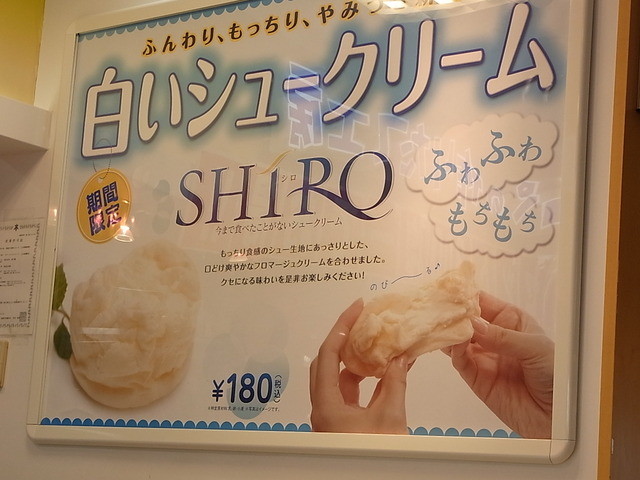 ふんわり、もっちり、やみつ
白いシュークリーム
期間
限定
SHiRO
シロ
今まで食べたことがないシュークリーム
ふわふわ
もちもち
もっちり食感のシュー生地にあっさりとした、
口どけ爽やかなフロマージュクリームを合わせました。
クセになる味わいを是非お楽しみください!
のび〜る♪
¥180(税込)